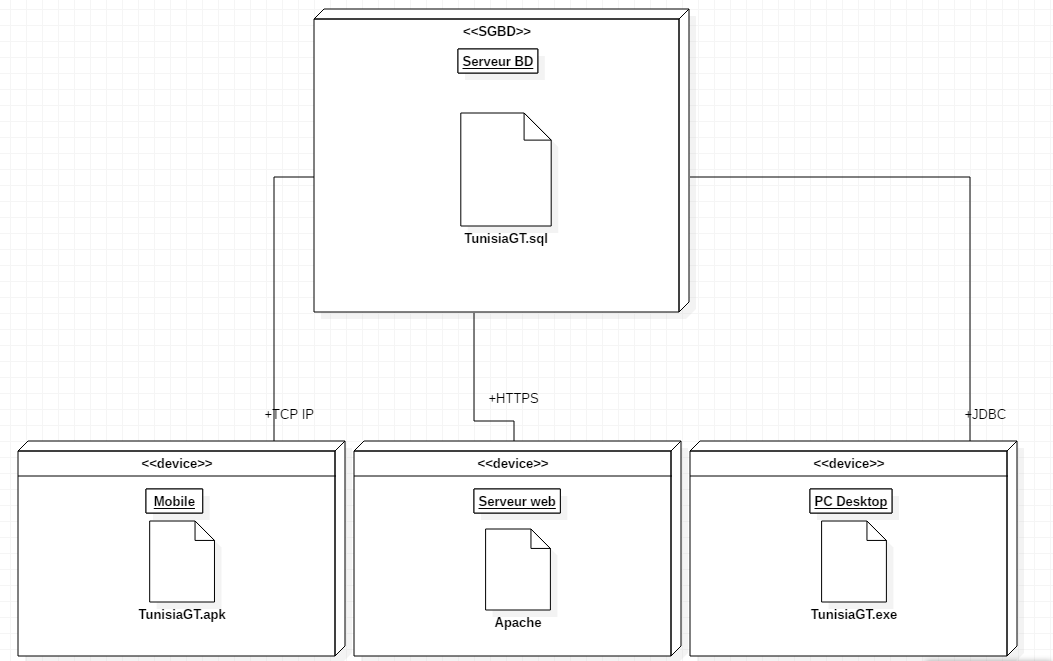 <<SGBD>>
Serveur BD
TunisiaGT.sql
+HTTPS
+TCP IP
+JDBC
<<device>>
Mobile
TunisiaGT.apk
<<device>>
Serveur web
Apache
<<device>>
PC Desktop
TunisiaGT.exe